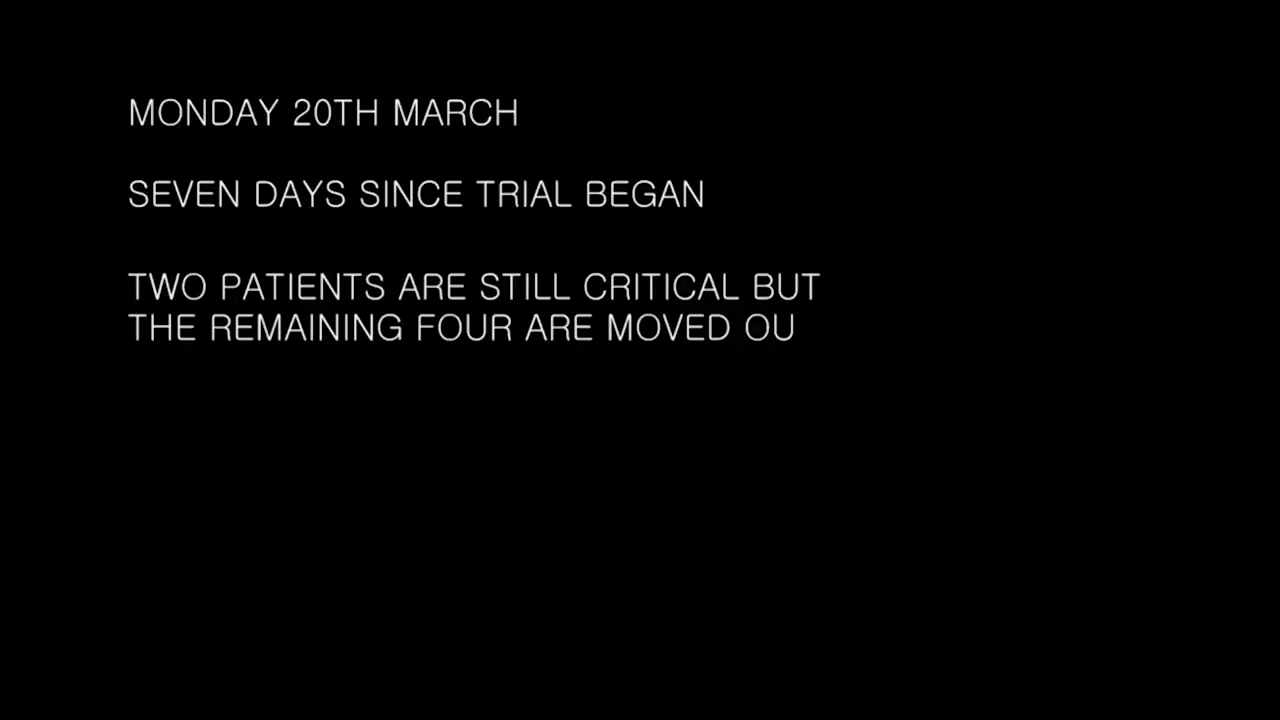 MONDAY 20TH MARCH
SEVEN DAYS SINCE TRIAL BEGAN
TWO PATIENTS ARE STILL CRITICAL BUT
THE REMAINING FOUR ARE MOVED OU